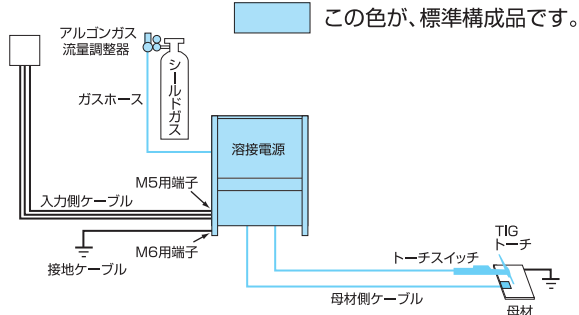 この色が、標準構成品です。
アルゴンガス
流量調整器
シールドガス
ガスホース
溶接電源
M5用端子
入力側ケーブル
M6用端子
接地ケーブル
TIG
トーチ
トーチスイッチ
母材側ケーブル
母材